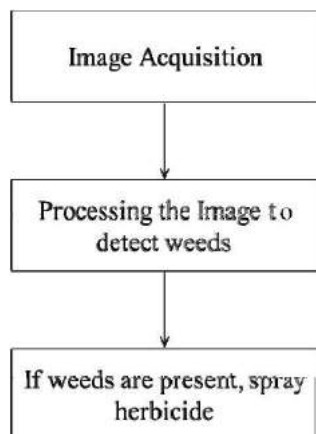 Image Acquisition
Processing the Image to
detect weeds
If weeds are present, spray
herbicide